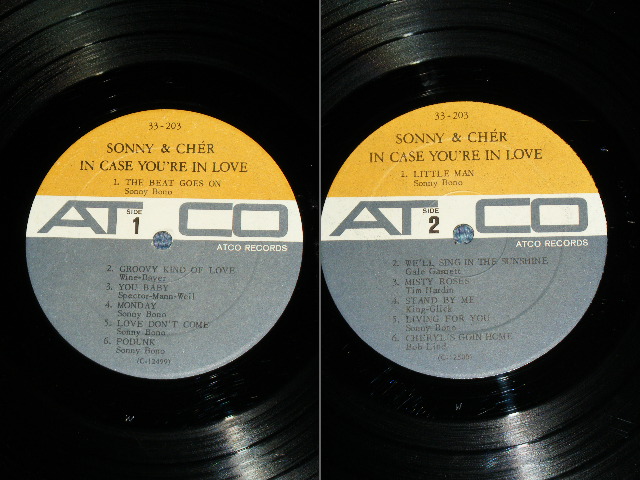 33-203
SONNY & CHÉR
IN CASE YOU'RE IN LOVE
1. THE BEAT GOES ON
Sonny Bono
ATCO
SIDE
1
ATCO RECORDS
2. GROOVY KIND OF LOVE
Wine-Bayer
3. YOU BABY
Spector-Mann-Weil
4. MONDAY
Sonny Bono
5. LOVE DON'T COME
Sonny Bono
6. PODUNK
Sonny Bono
(C-12499)
33-203
SONNY & CHÉR
IN CASE YOU'RE IN LOVE
1. LITTLE MAN
Sonny Bono
ATCO
SIDE
2
ATCO RECORDS
2. WE'LL SING IN THE SUNSHINE
Gale Garnett
3. MISTY ROSES
Tim Hardin
4. STAND BY ME
King-Glick
5. LIVING FOR YOU
Sonny Bono
6. CHERYL'S GOIN HOME
Bob Lind